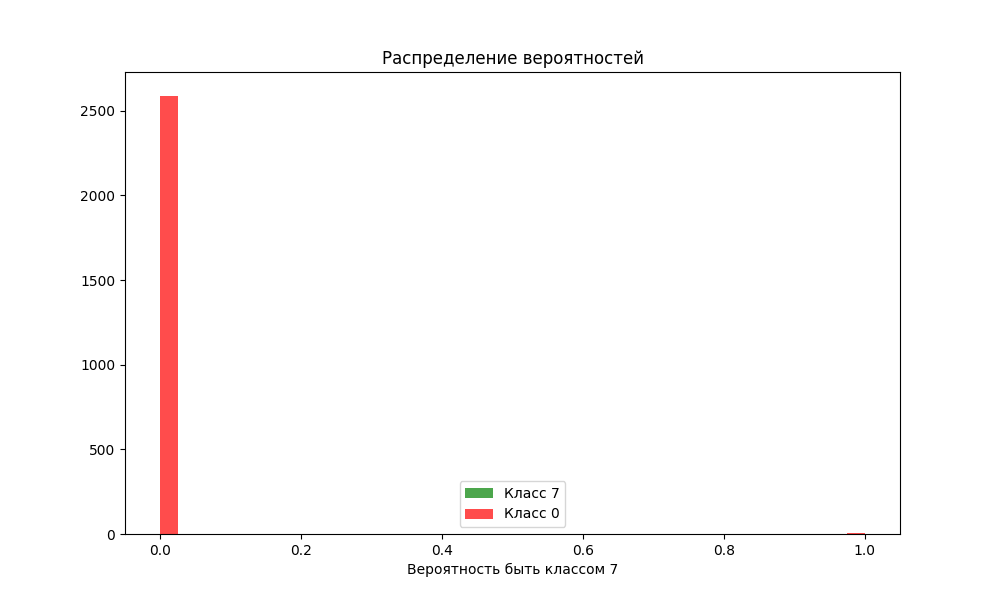 Распределение вероятностей
2500
2000
1500
1000
500
0
Класс 7
Класс 0
0.0 0.2 0.4 0.6 0.8 1.0
Вероятность быть классом 7